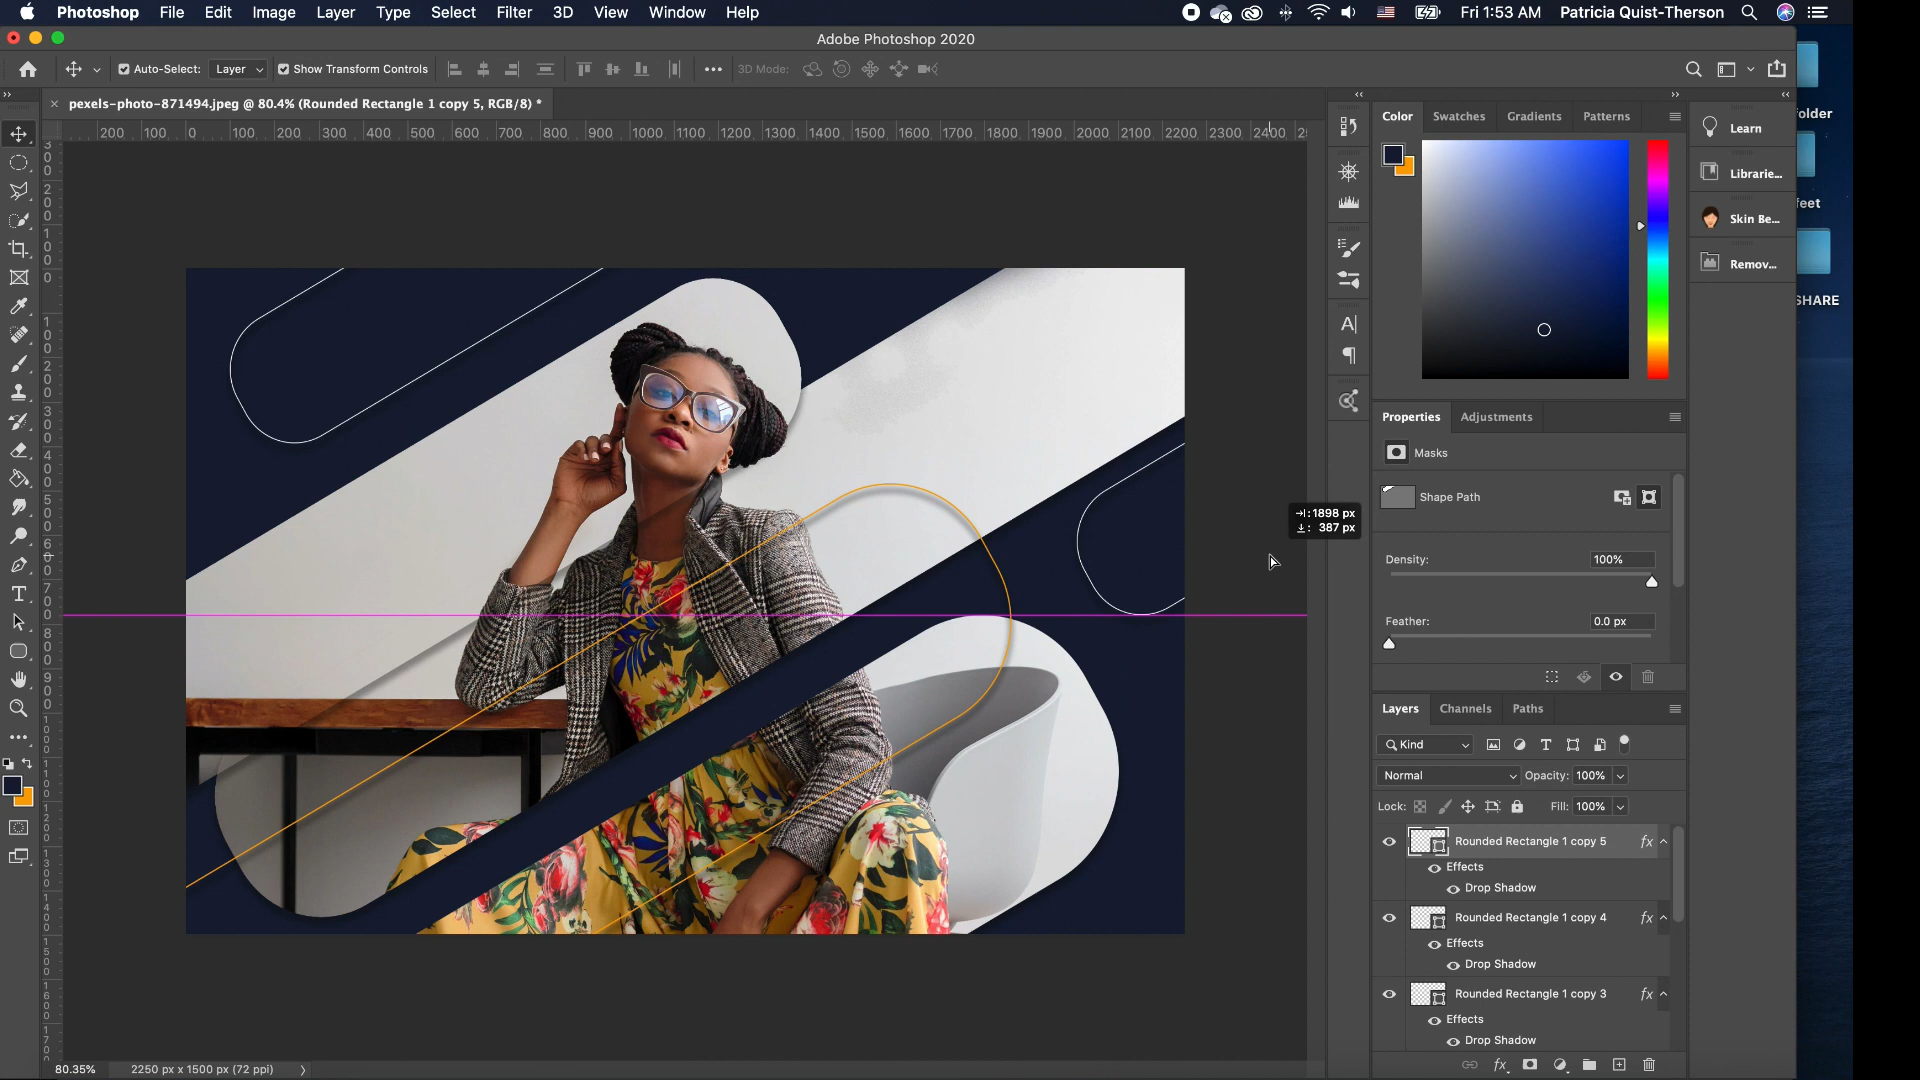 Photoshop File Edit Image Layer Type Select Filter 3D View Window Help
Fri 1:53 AM Patricia Quist-Therson
Adobe Photoshop 2020
Auto-Select: Layer Show Transform Controls 3D Mode:
pexels-photo-871494.jpeg @ 80.4% (Rounded Rectangle 1 copy 5, RGB/8) *
200 100 0 100 200 300 400 500 600 700 800 900 1000 1100 1200 1300 1400 1500 1600 1700 1800 1900 2000 2100 2200 2300 2400
Color Swatches Gradients Patterns
Learn
Librarie...
Skin Be...
Remov...
older
feet
SHARE
Properties Adjustments
Masks
Shape Path
:1898 px
: 387 px
Density: 100%
Feather: 0.0 px
Layers Channels Paths
Kind
Normal Opacity: 100%
Lock: Fill: 100%
Rounded Rectangle 1 copy 5 fx
Effects
Drop Shadow
Rounded Rectangle 1 copy 4 fx
Effects
Drop Shadow
Rounded Rectangle 1 copy 3 fx
Effects
Drop Shadow
80.35% 2250 px x 1500 px (72 ppi)
fx